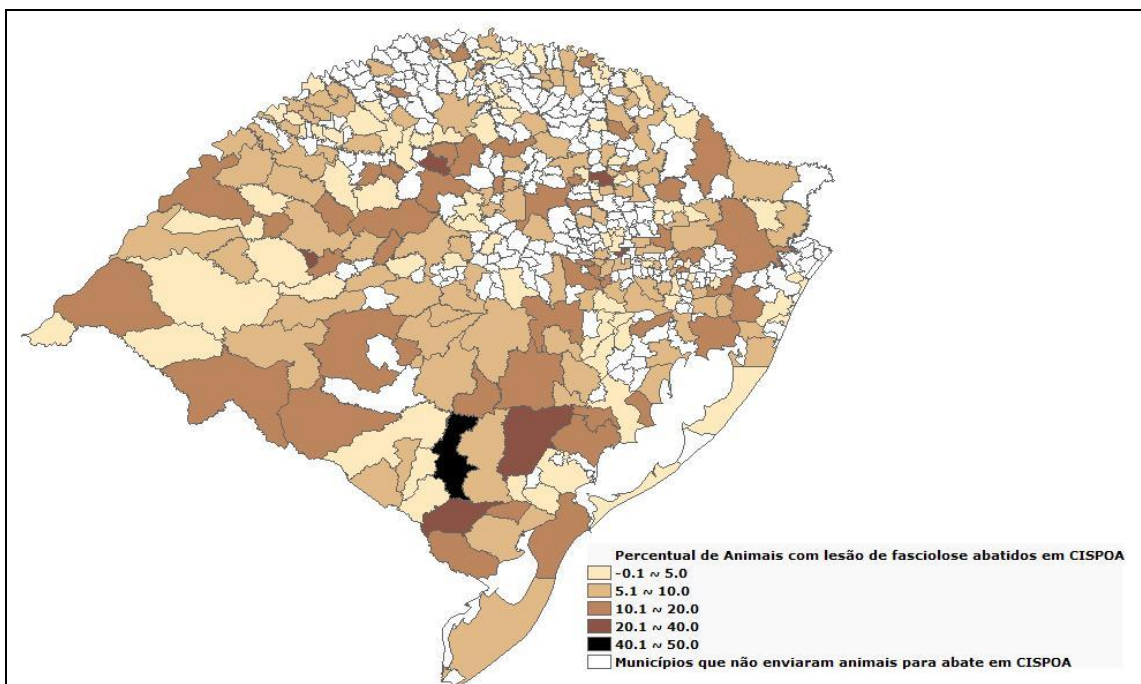 Percentual de Animais com lesão de fasciolose abatidos em CISPOA
-0.1 ~ 5.0
5.1 ~ 10.0
10.1 ~ 20.0
20.1 ~ 40.0
40.1 ~ 50.0
Municípios que não enviaram animais para abate em CISPOA